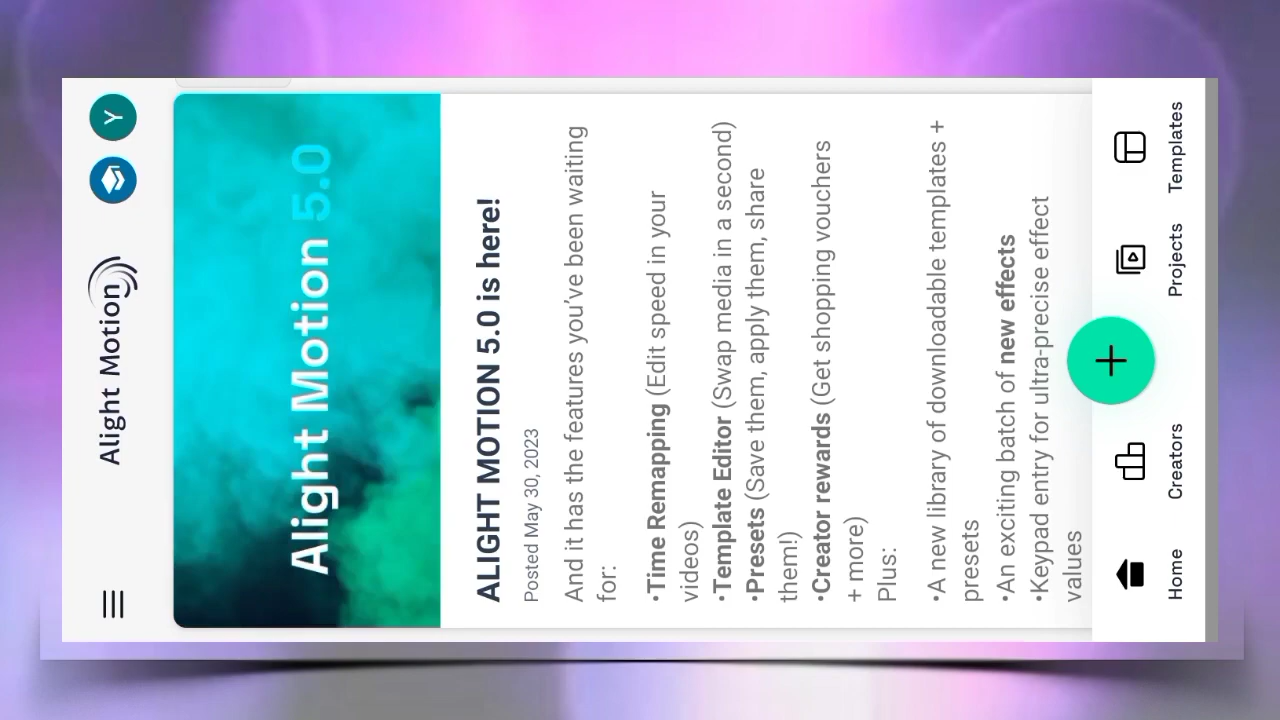 Alight Motion
Y
Alight Motion 5.0
ALIGHT MOTION 5.0 is here!
Posted May 30, 2023
And it has the features you’ve been waiting
for:
•Time Remapping (Edit speed in your
videos)
•Template Editor (Swap media in a second)
•Presets (Save them, apply them, share
them!)
•Creator rewards (Get shopping vouchers
+ more)
Plus:
•A new library of downloadable templates +
presets
•An exciting batch of new effects
•Keypad entry for ultra-precise effect
values
Home
Creators
Projects
Templates